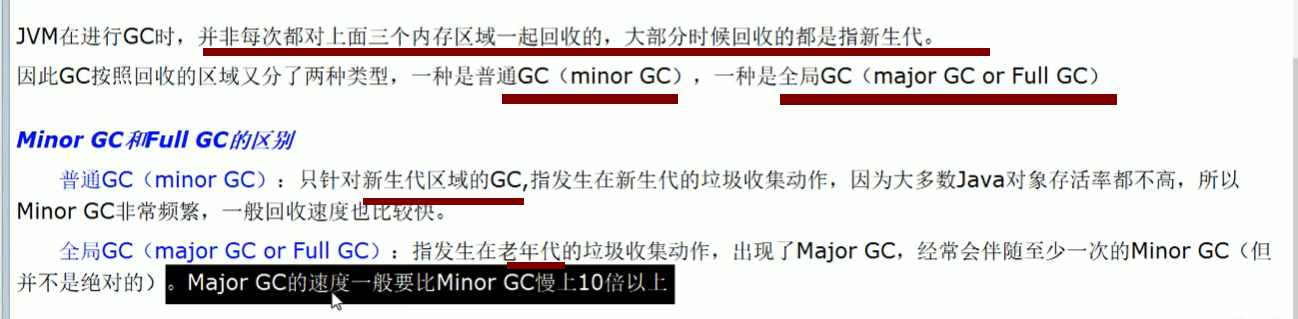 JVM在进行GC时，并非每次都对上面三个内存区域一起回收的，大部分时候回收的都是指新生代。
因此GC按照回收的区域又分了两种类型，一种是普通GC（minor GC），一种是全局GC（major GC or Full GC）
Minor GC和Full GC的区别
普通GC（minor GC）：只针对新生代区域的GC,指发生在新生代的垃圾收集动作，因为大多数Java对象存活率都不高，所以
Minor GC非常频繁，一般回收速度也比较快。
全局GC（major GC or Full GC）：指发生在老年代的垃圾收集动作，出现了Major GC，经常会伴随至少一次的Minor GC（但
并不是绝对的）。Major GC的速度一般要比Minor GC慢上10倍以上